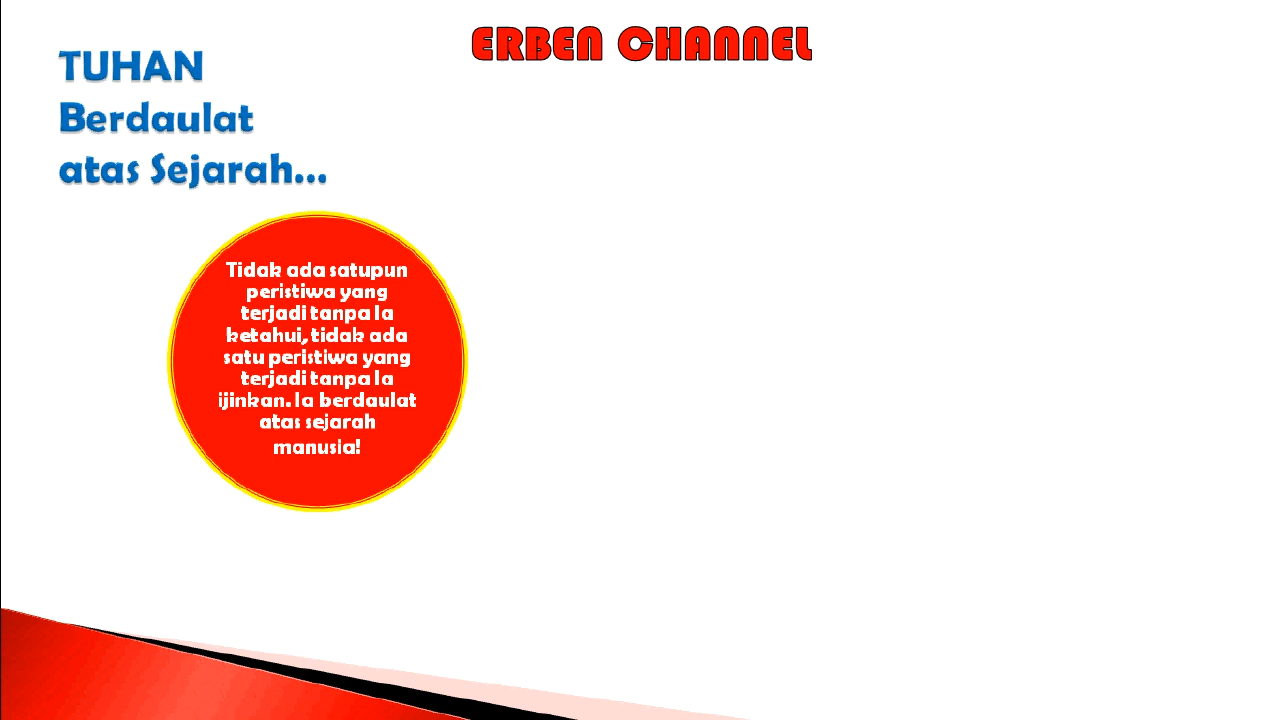 ERBEN CHANNEL
TUHAN
Berdaulat
atas Sejarah...
Tidak ada satupun
peristiwa yang
terjadi tanpa Ia
ketahui, tidak ada
satu peristiwa yang
terjadi tanpa Ia
ijinkan. Ia berdaulat
atas sejarah
manusia!